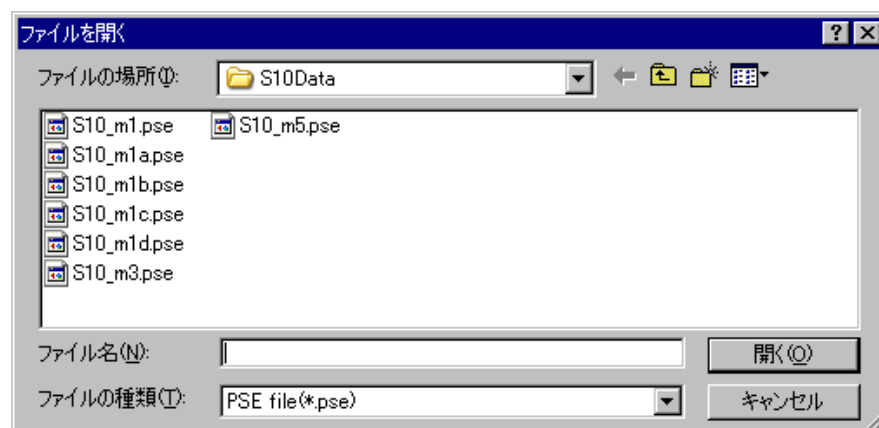 ファイルを開く
ファイルの場所(I): S10Data
S10_m1.pse S10_m5.pse
S10_m1a.pse
S10_m1b.pse
S10_m1c.pse
S10_m1d.pse
S10_m3.pse
ファイル名(N): 開く(O)
ファイルの種類(T): PSE file(*.pse) キャンセル